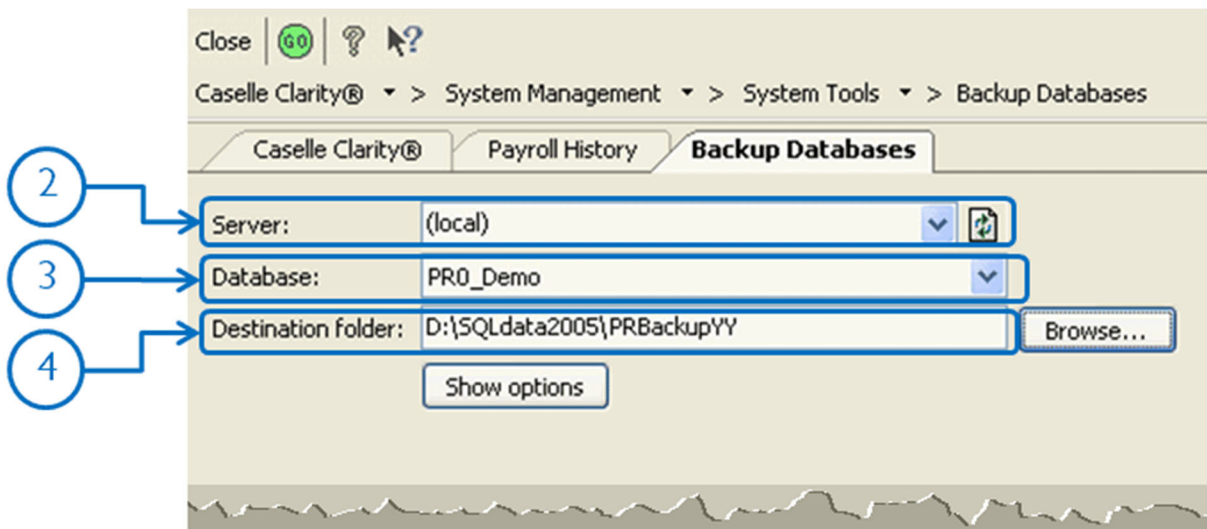 Close GO ? ?
Caselle Clarity® > System Management > System Tools > Backup Databases
Caselle Clarity® Payroll History Backup Databases
2
Server: (local)
3
Database: PR0_Demo
4
Destination folder: D:\SQLdata2005\PRBackupYY Browse...
Show options